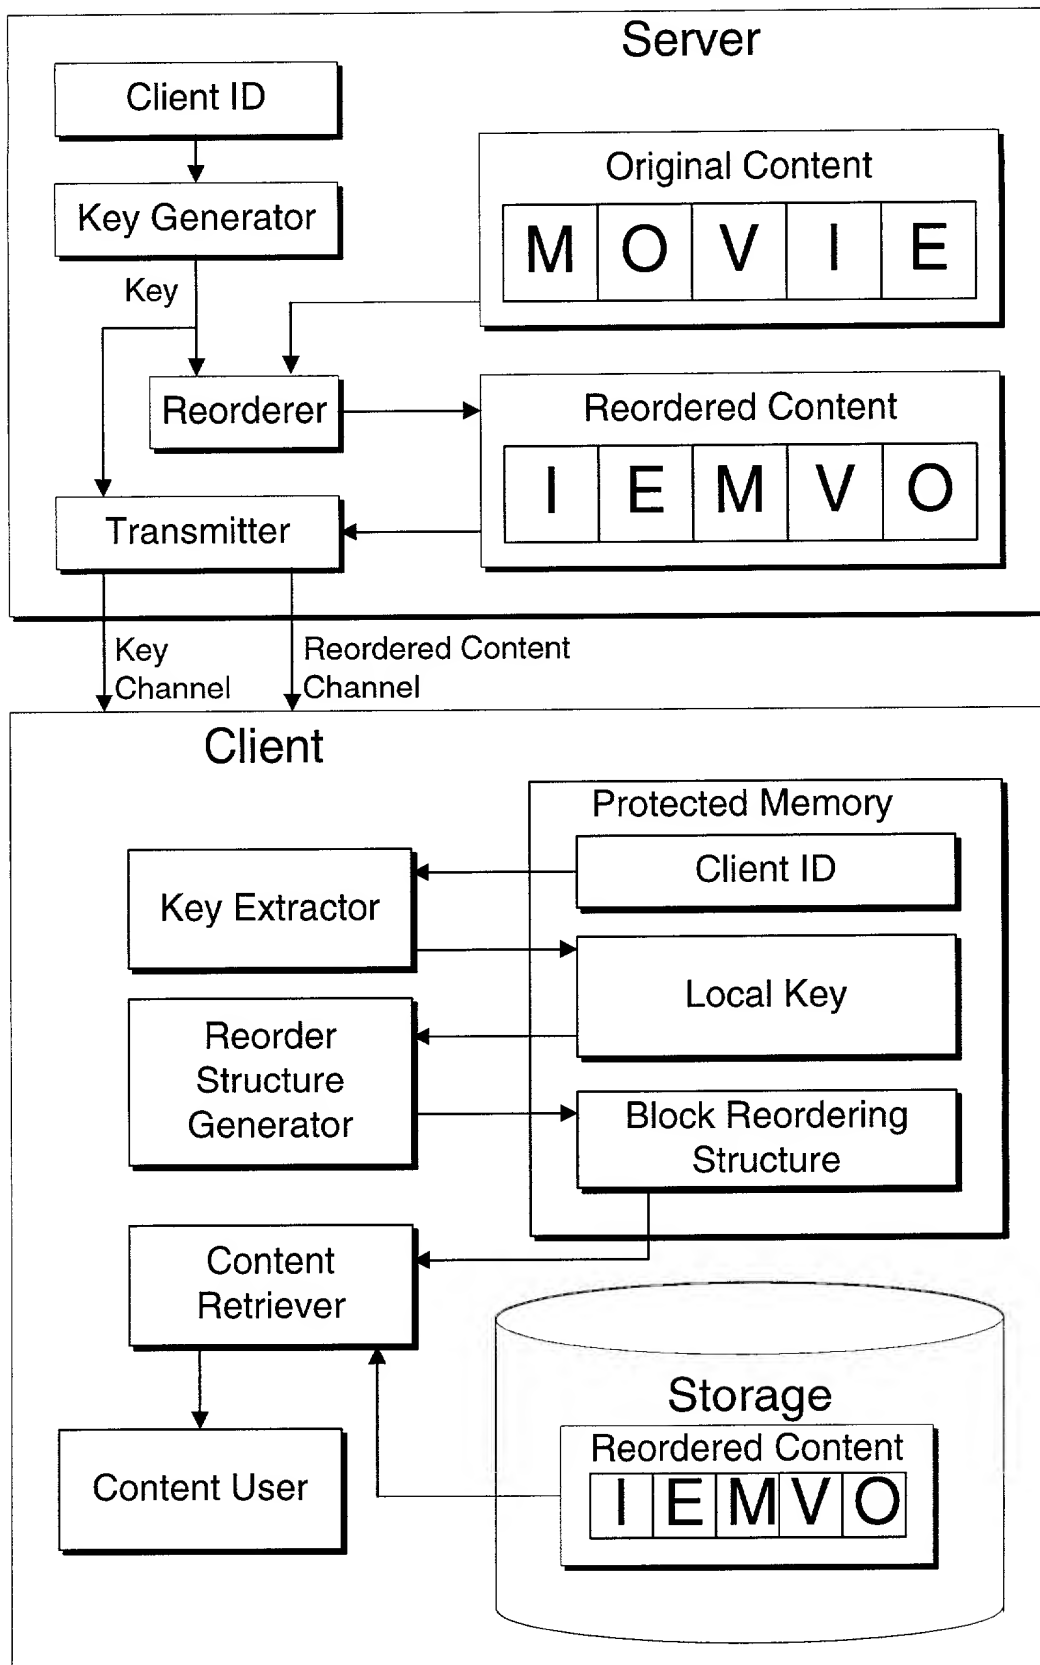 Server
Client ID
Key Generator
Key
Original Content
M O V I E
Reorderer
Reordered Content
I E M V O
Transmitter
Key
Channel
Reordered Content
Channel
Client
Protected Memory
Client ID
Key Extractor
Local Key
Reorder
Structure
Generator
Block Reordering
Structure
Content
Retriever
Storage
Reordered Content
I E M V O
Content User